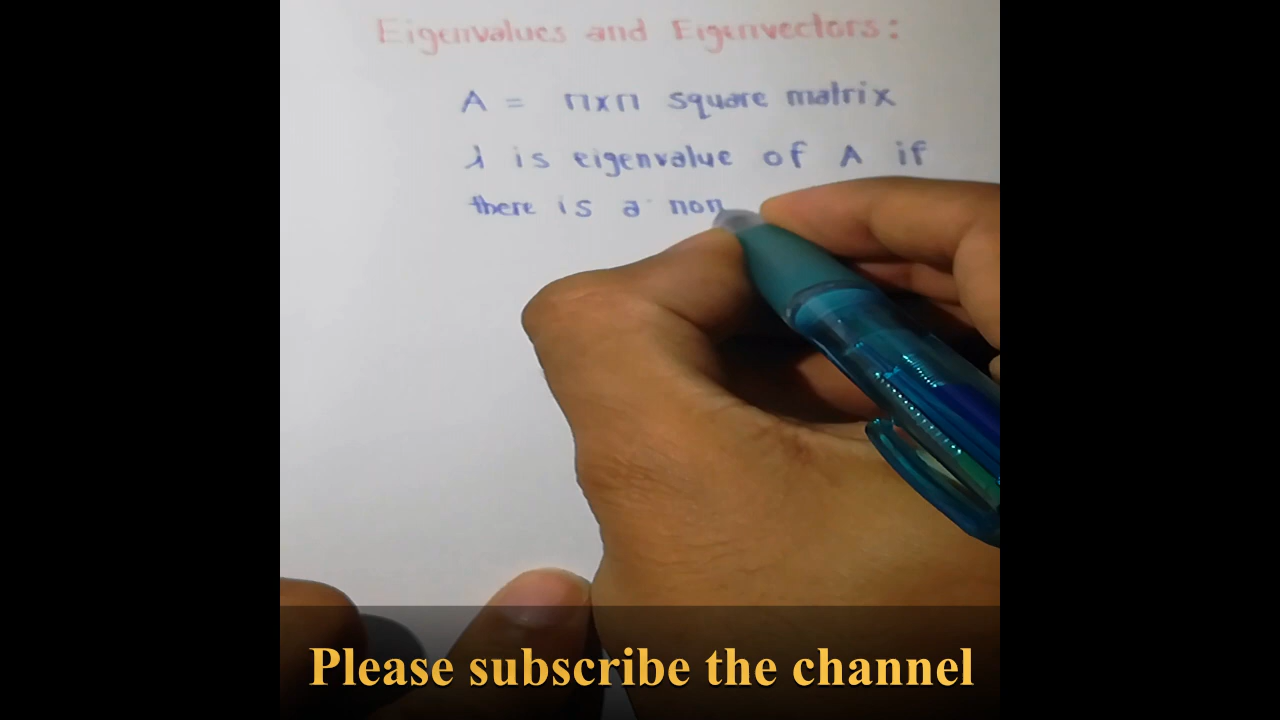 Eigenvalues and Eigenvectors:
A = nxn square matrix
λ is eigenvalue of A if
there is a non
Please subscribe the channel